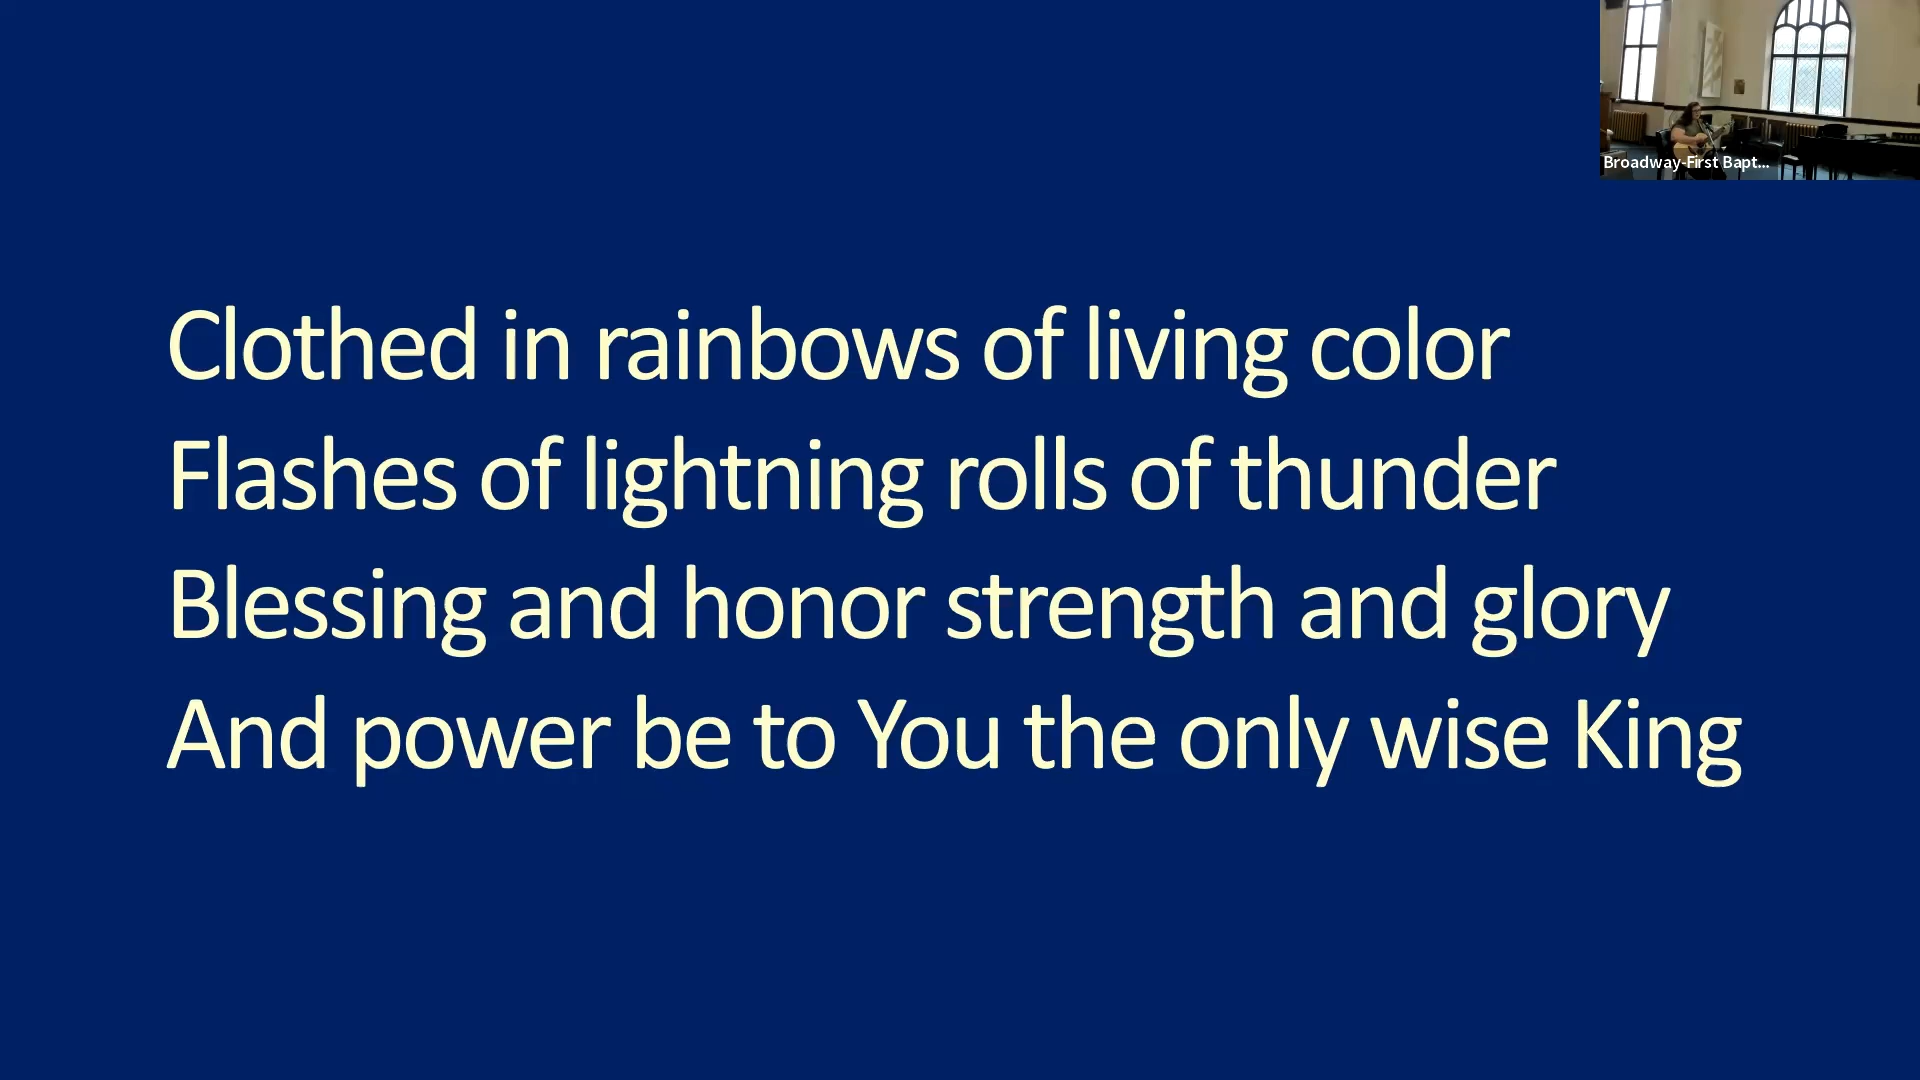 Broadway-First Bapt...
Clothed in rainbows of living color
Flashes of lightning rolls of thunder
Blessing and honor strength and glory
And power be to You the only wise King